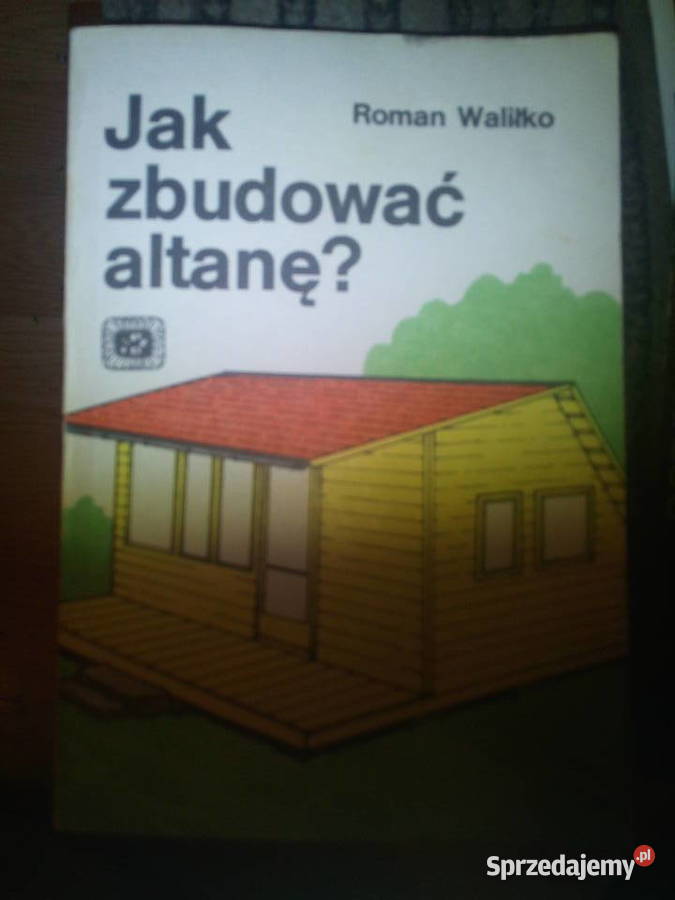 Jak
zbudować
altanę?
Roman Waliłko
Sprzedajemy.pl